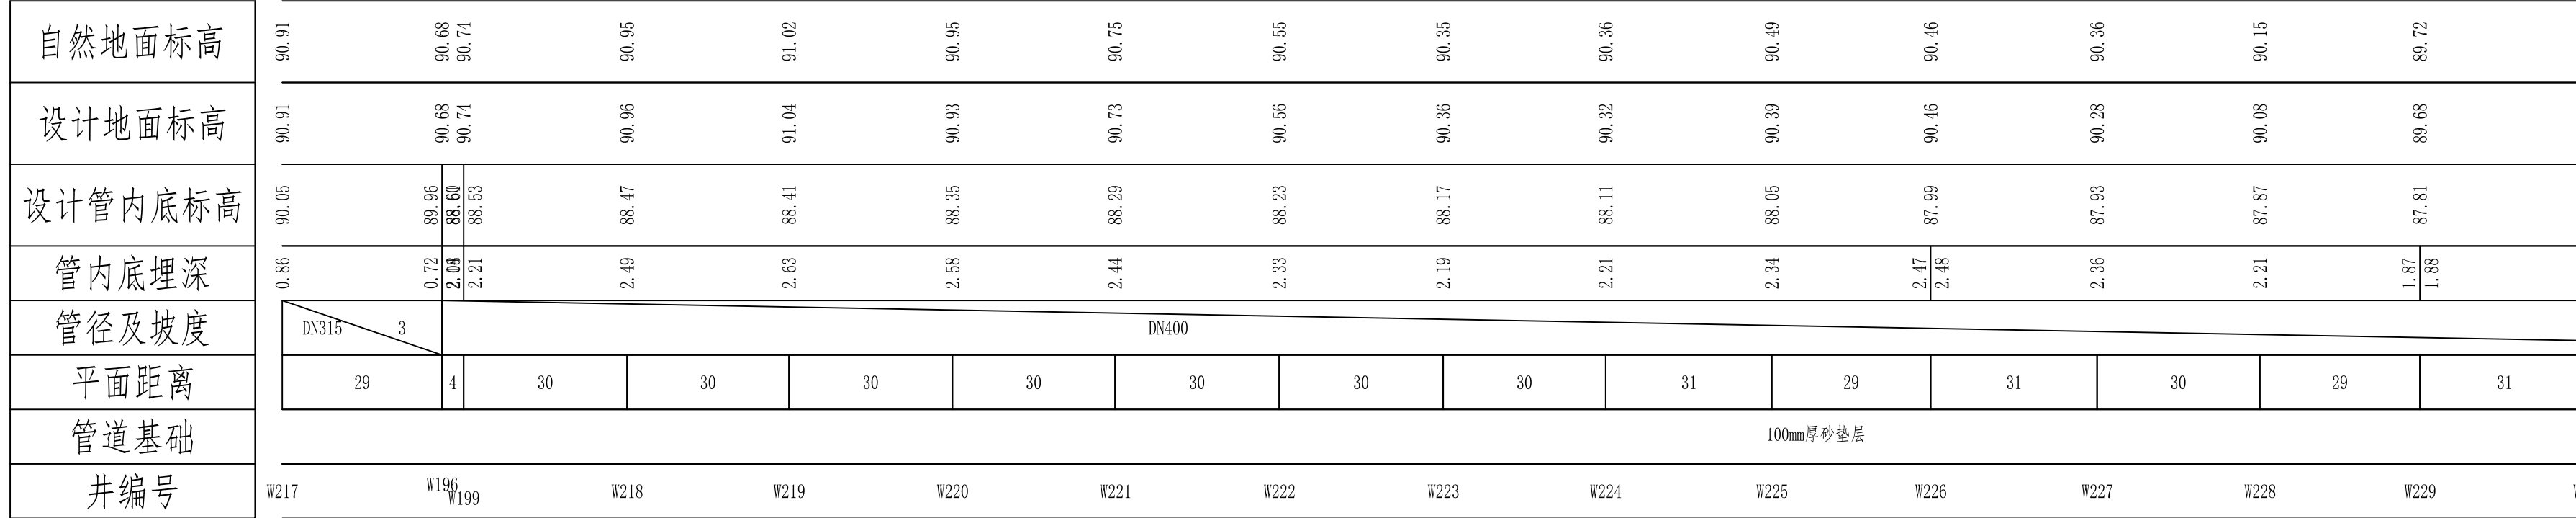 自然地面标高 90.91 90.68 90.74 90.95 91.02 90.95 90.75 90.55 90.35 90.36 90.49 90.46 90.36 90.15 89.72
设计地面标高 90.91 90.68 90.74 90.96 91.04 90.93 90.73 90.56 90.36 90.32 90.39 90.46 90.28 90.08 89.68
设计管内底标高 90.05 89.96 88.53 88.47 88.41 88.35 88.29 88.23 88.17 88.11 88.05 87.99 87.93 87.87 87.81
管内底埋深 0.86 0.72 2.21 2.49 2.63 2.58 2.44 2.33 2.19 2.21 2.34 2.47 2.48 2.36 2.21 1.87 1.88
管径及坡度 DN315 3 DN400
平面距离 29 4 30 30 30 30 30 30 30 31 29 31 30 29 31
管道基础 100mm厚砂垫层
井编号 W217 W196 W199 W218 W219 W220 W221 W222 W223 W224 W225 W226 W227 W228 W229